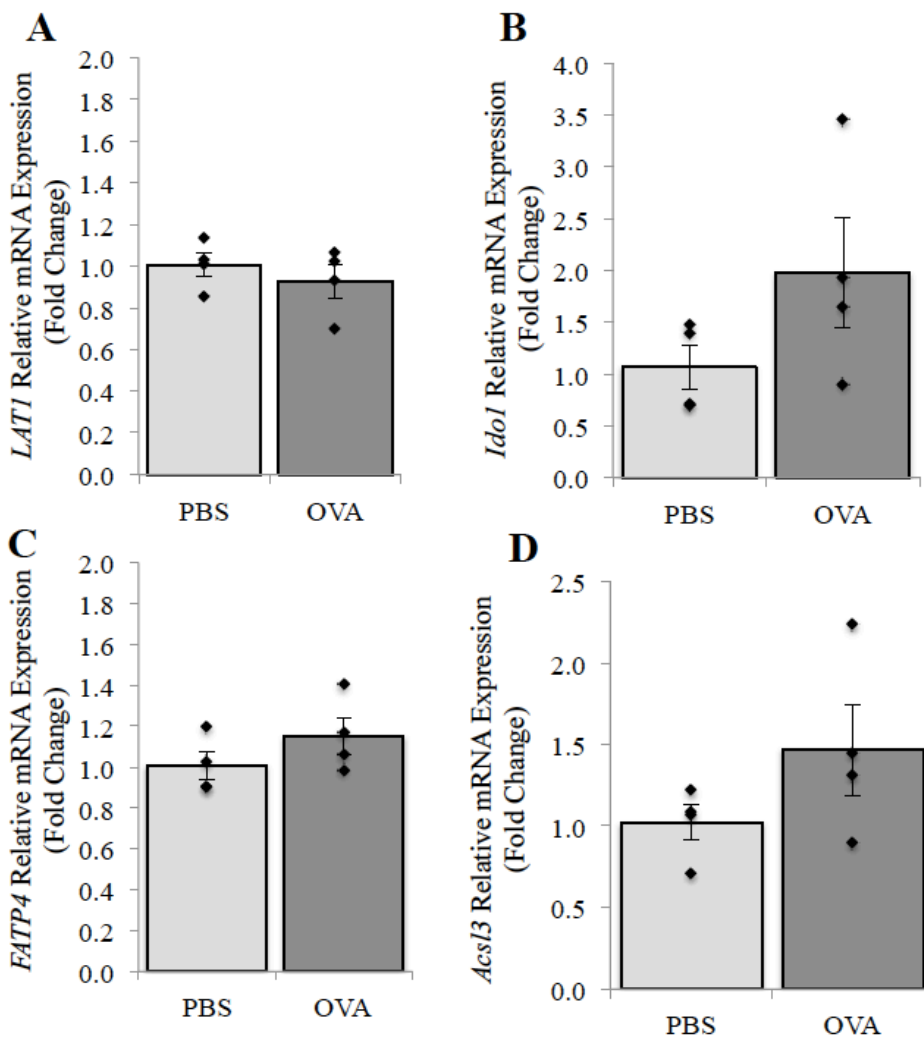 A
LAT1 Relative mRNA Expression
(Fold Change)
2.0
1.8
1.6
1.4
1.2
1.0
0.8
0.6
0.4
0.2
0.0
PBS OVA
B
Ido1 Relative mRNA Expression
(Fold Change)
4.0
3.5
3.0
2.5
2.0
1.5
1.0
0.5
0.0
PBS OVA
C
FATP4 Relative mRNA Expression
(Fold Change)
2.0
1.8
1.6
1.4
1.2
1.0
0.8
0.6
0.4
0.2
0.0
PBS OVA
D
Acsl3 Relative mRNA Expression
(Fold Change)
2.5
2.0
1.5
1.0
0.5
0.0
PBS OVA